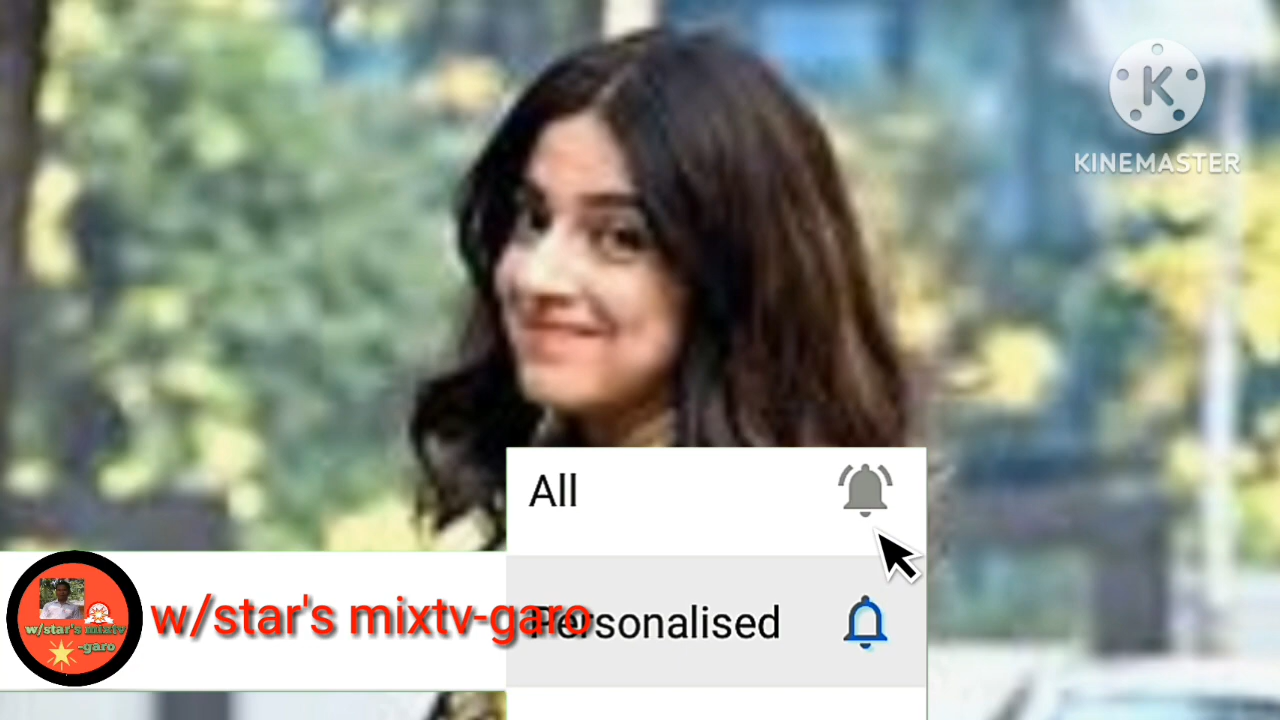 K
KINEMASTER
All
Personalised
w/star's mixtv-garo
w/star's mixtv
-garo